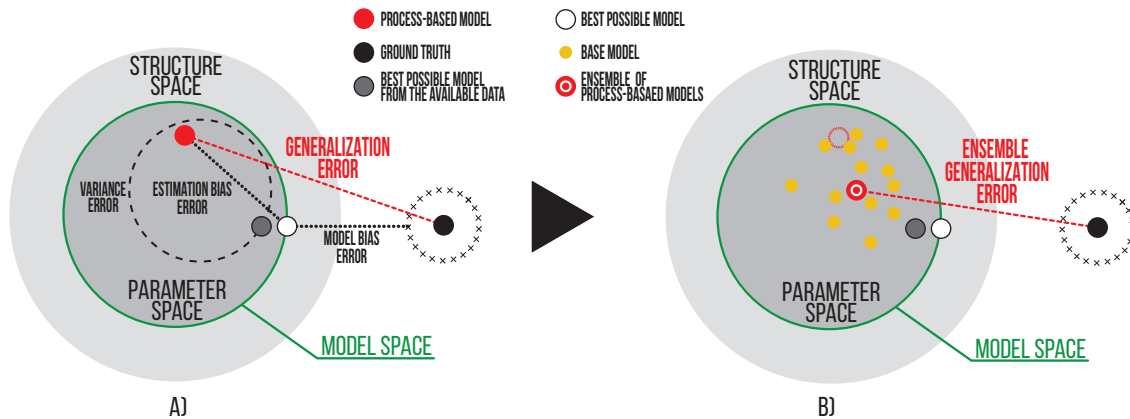 PROCESS-BASED MODEL
GROUND TRUTH
BEST POSSIBLE MODEL
FROM THE AVAILABLE DATA
BEST POSSIBLE MODEL
BASE MODEL
ENSEMBLE OF
PROCESS-BASAED MODELS
STRUCTURE
SPACE
GENERALIZATION
ERROR
VARIANCE
ERROR
ESTIMATION BIAS
ERROR
MODEL BIAS
ERROR
PARAMETER
SPACE
MODEL SPACE
A)
STRUCTURE
SPACE
ENSEMBLE
GENERALIZATION
ERROR
PARAMETER
SPACE
MODEL SPACE
B)